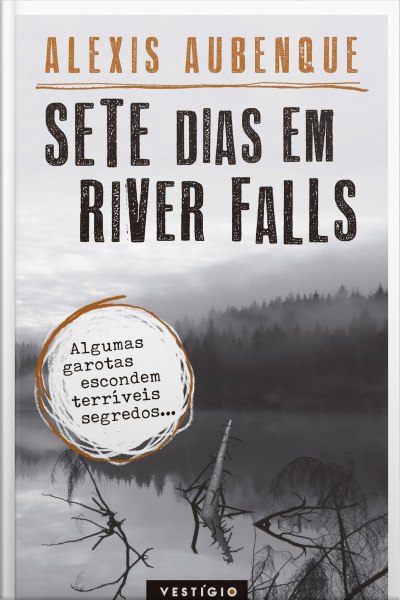 ALEXIS AUBENQUE
SETE DIAS EM
RIVER FALLS
Algumas
garotas
escondem
terríveis
segredos...
VESTÍGIO